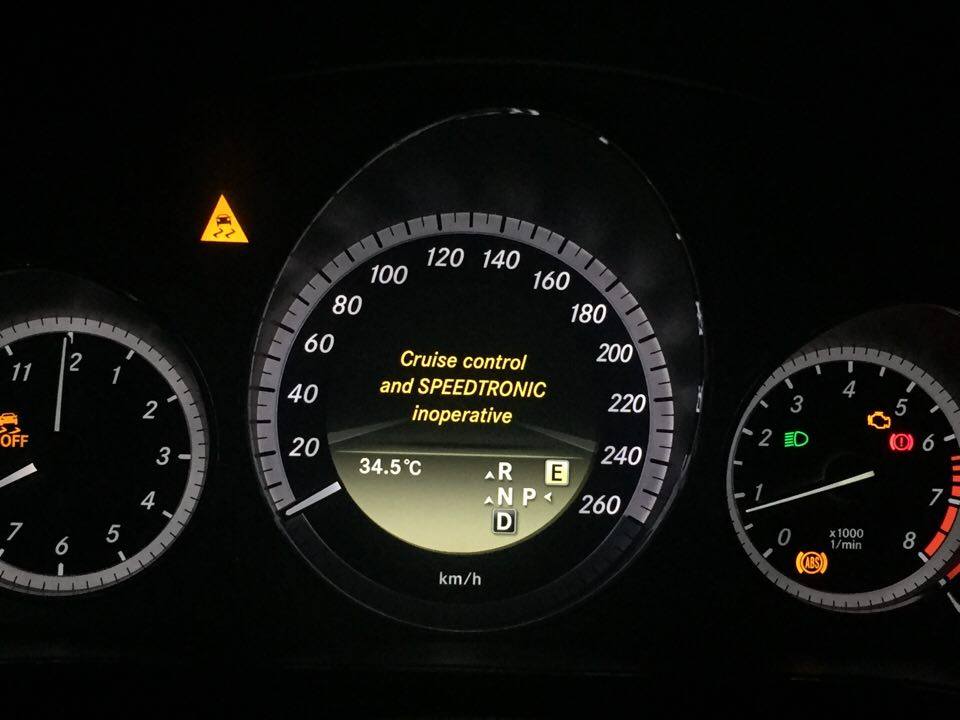 120 140
100 160
80 180
60 200
40 220
20 240
260
Cruise control
and SPEEDTRONIC
inoperative
34.5°C
R E
N P
D
km/h
11 2 1
2
3
4
5
6
7
OFF
4
3 5
2 6
1 7
0 8
x1000
1/min
ABS